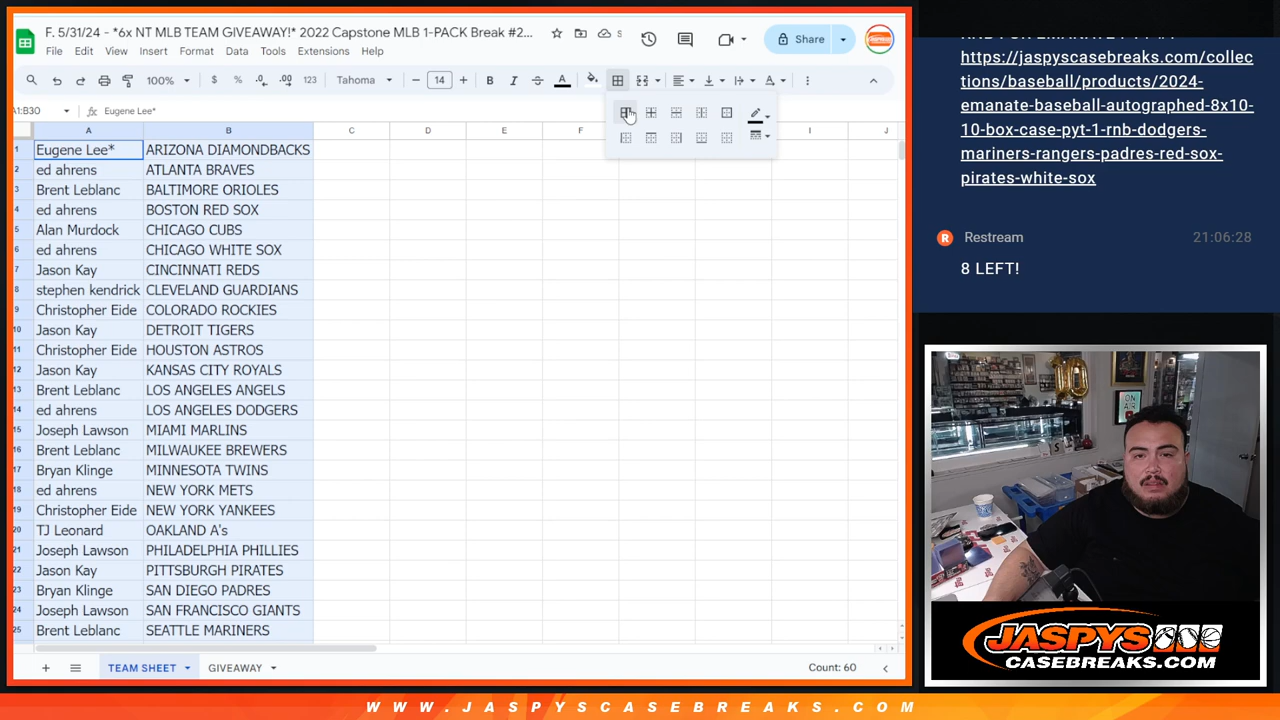 F. 5/31/24 - *6x NT MLB TEAM GIVEAWAY!* 2022 Capstone MLB 1-PACK Break #2...
Share
File Edit View Insert Format Data Tools Extensions Help
100% $ % .0 .00 123 Tahoma 14 B I A
A1:B30 fx Eugene Lee*
A B C D E F I J
1 Eugene Lee* ARIZONA DIAMONDBACKS
2 ed ahrens ATLANTA BRAVES
3 Brent Leblanc BALTIMORE ORIOLES
4 ed ahrens BOSTON RED SOX
5 Alan Murdock CHICAGO CUBS
6 ed ahrens CHICAGO WHITE SOX
7 Jason Kay CINCINNATI REDS
8 stephen kendrick CLEVELAND GUARDIANS
9 Christopher Eide COLORADO ROCKIES
10 Jason Kay DETROIT TIGERS
11 Christopher Eide HOUSTON ASTROS
12 Jason Kay KANSAS CITY ROYALS
13 Brent Leblanc LOS ANGELES ANGELS
14 ed ahrens LOS ANGELES DODGERS
15 Joseph Lawson MIAMI MARLINS
16 Brent Leblanc MILWAUKEE BREWERS
17 Bryan Klinge MINNESOTA TWINS
18 ed ahrens NEW YORK METS
19 Christopher Eide NEW YORK YANKEES
20 TJ Leonard OAKLAND A's
21 Joseph Lawson PHILADELPHIA PHILLIES
22 Jason Kay PITTSBURGH PIRATES
23 Bryan Klinge SAN DIEGO PADRES
24 Joseph Lawson SAN FRANCISCO GIANTS
25 Brent Leblanc SEATTLE MARINERS
TEAM SHEET GIVEAWAY Count: 60
https://jaspyscasebreaks.com/collec
tions/baseball/products/2024-
emanate-baseball-autographed-8x10-
10-box-case-pyt-1-rnb-dodgers-
mariners-rangers-padres-red-sox-
pirates-white-sox
Restream 21:06:28
8 LEFT!
10
ON AIR
JASPYS
CASEBREAKS.COM
WWW.JASPYSCASEBREAKS.COM